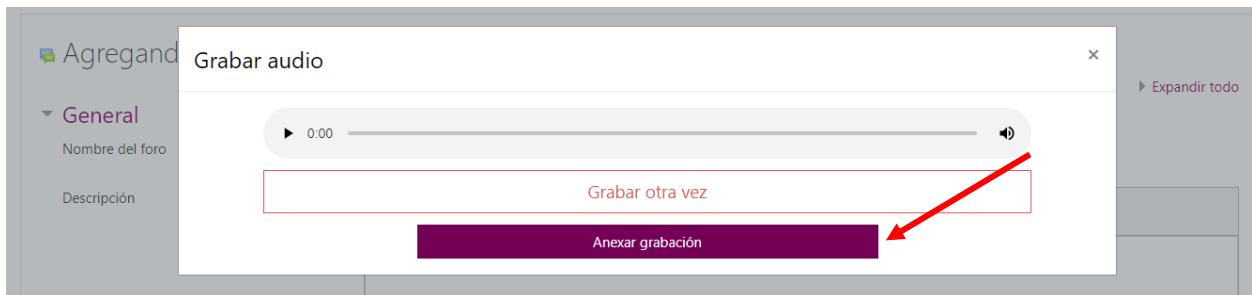 Agregand
Grabar audio
×
Expandir todo
General
0:00
Nombre del foro
Descripción
Grabar otra vez
Anexar grabación